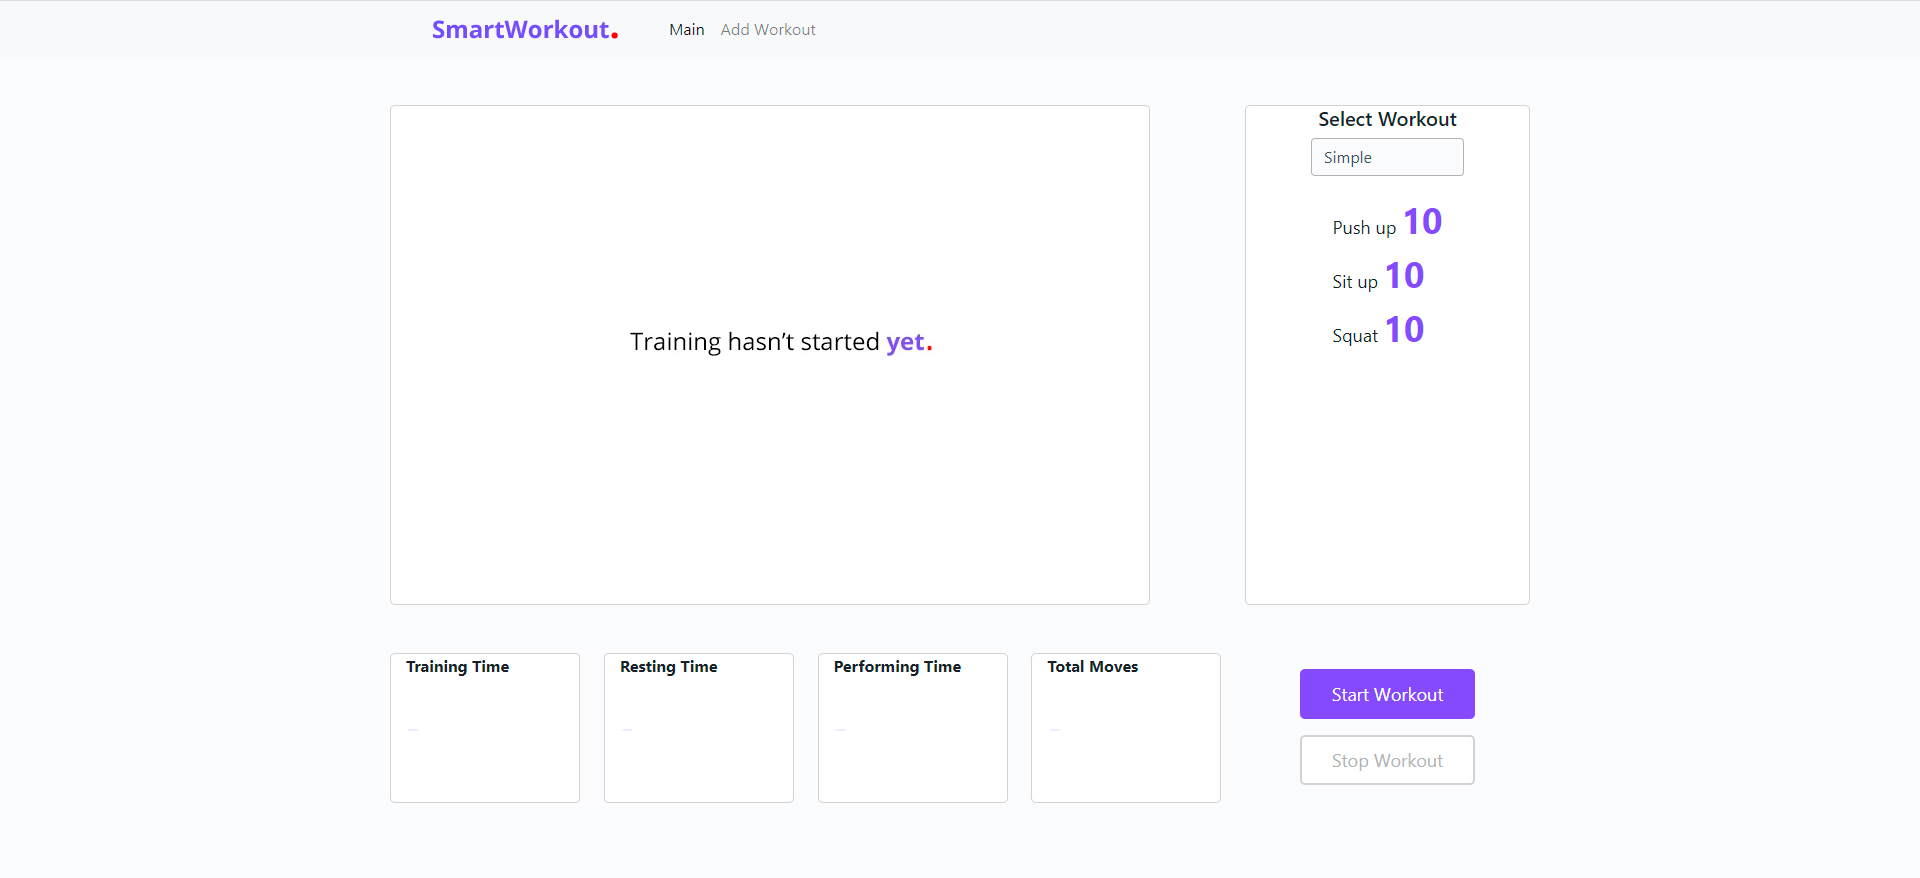 SmartWorkout.
Main
Add Workout
Training hasn’t started yet.
Select Workout
Simple
Push up 10
Sit up 10
Squat 10
Training Time
–
Resting Time
–
Performing Time
–
Total Moves
–
Start Workout
Stop Workout